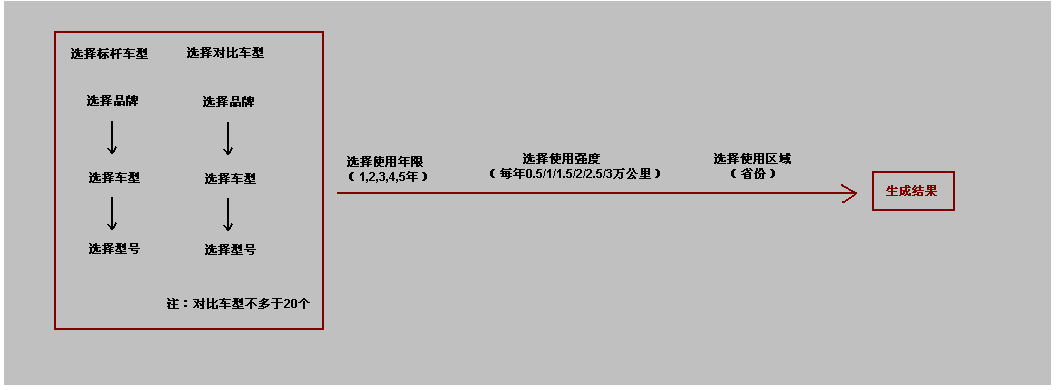 选择标杆车型
选择对比车型
选择品牌
选择品牌
选择车型
选择车型
选择型号
选择型号
注：对比车型不多于20个
选择使用年限
（1,2,3,4,5年）
选择使用强度
（每年0.5/1/1.5/2/2.5/3万公里）
选择使用区域
（省份）
生成结果